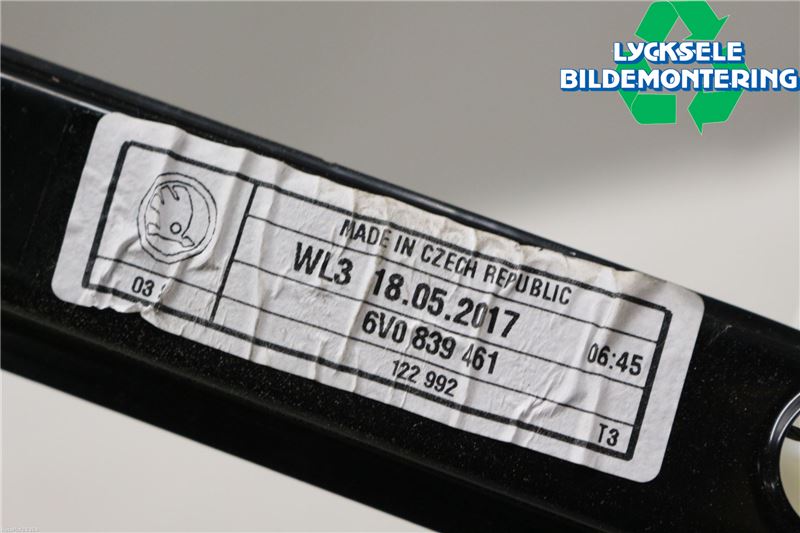 LYCKSELE
BILDEMONTERING
MADE IN CZECH REPUBLIC
WL3 18.05.2017
06:45
6V0 839 461
03
122 992
T3